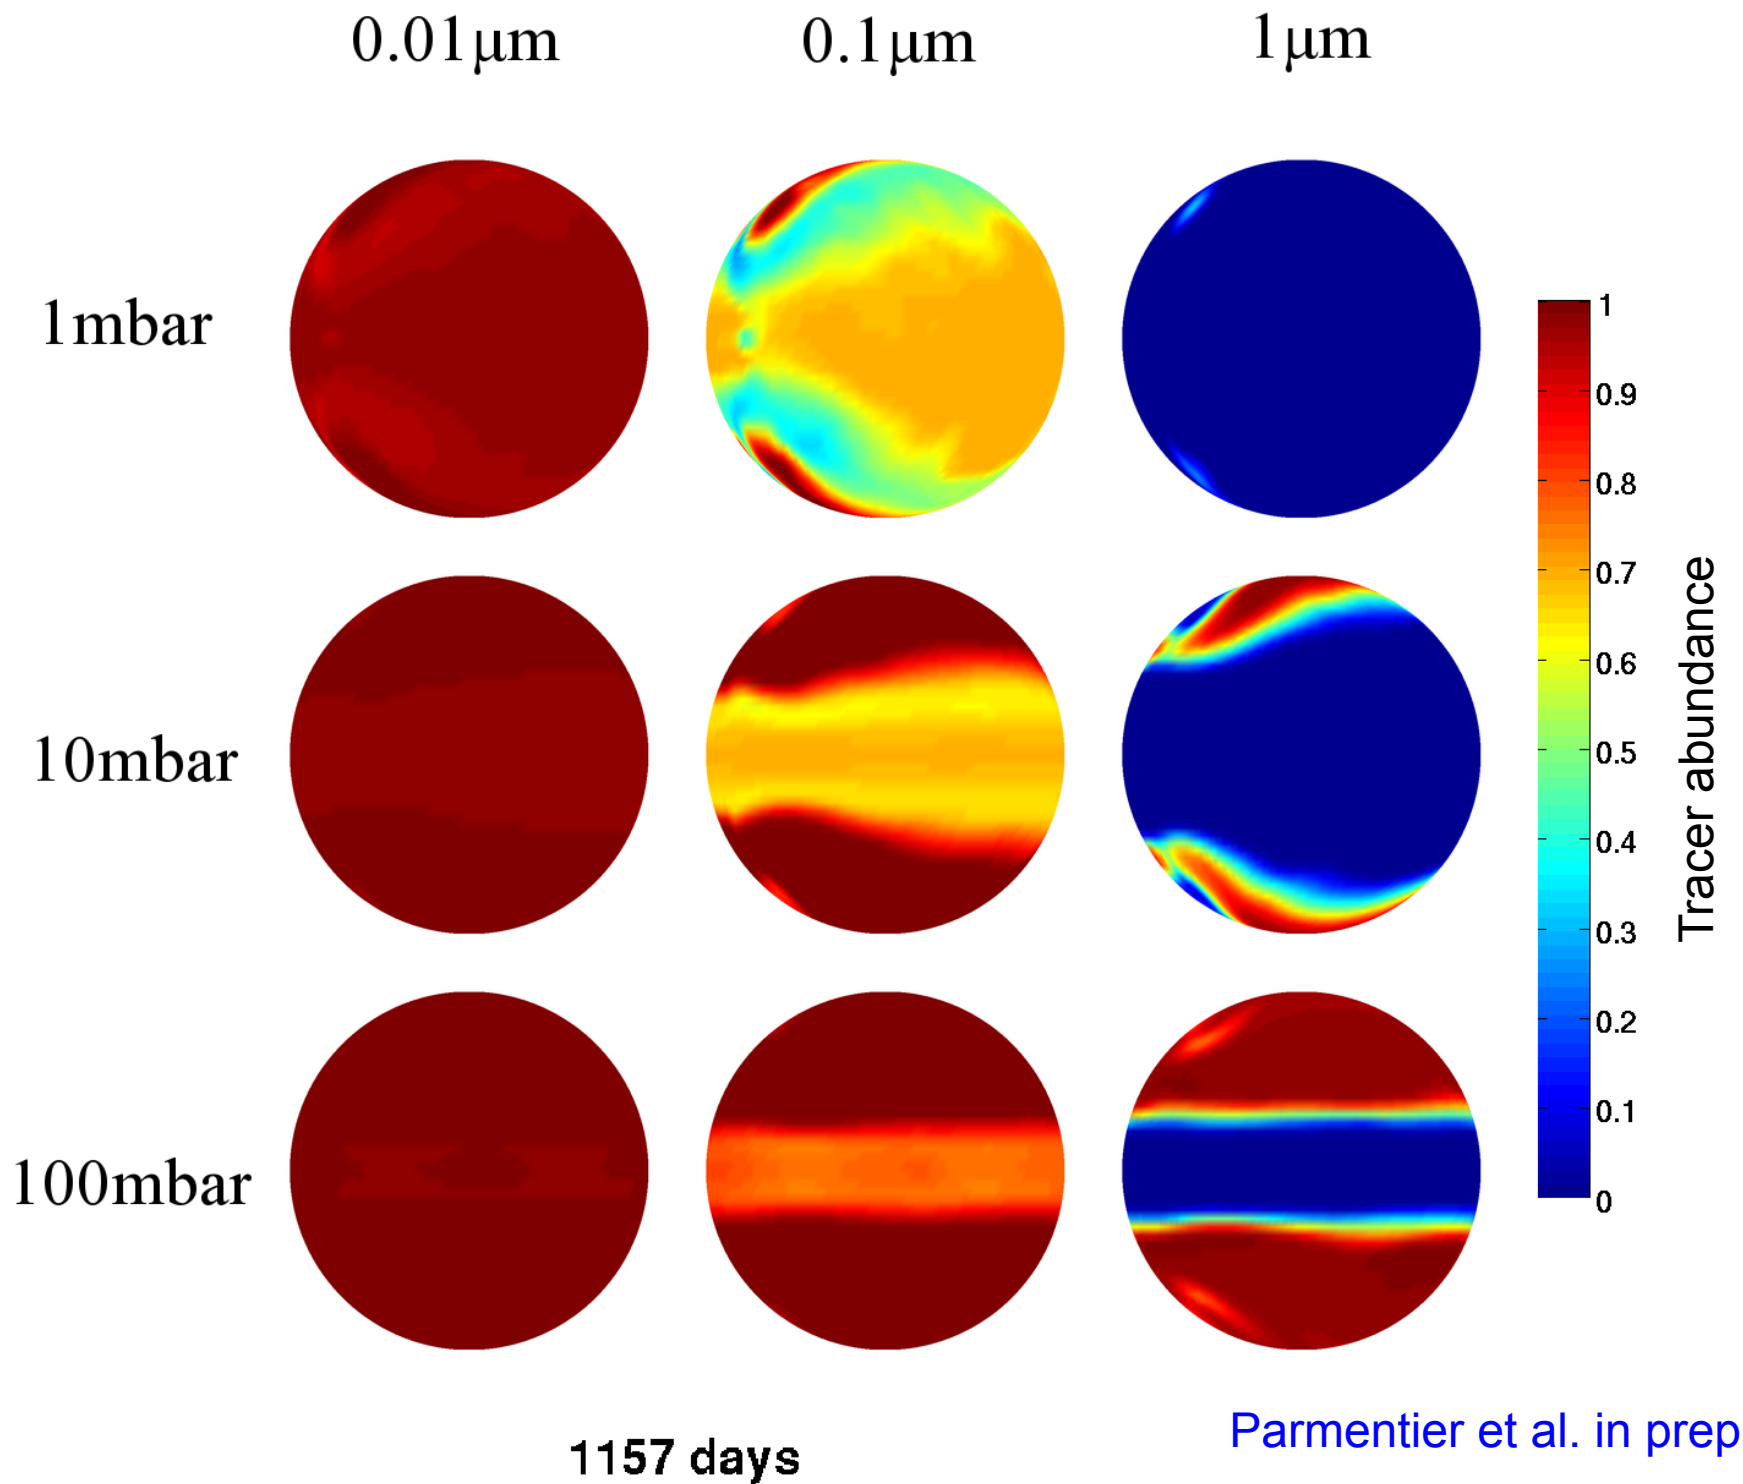 0.01μm 0.1μm 1μm
1mbar
10mbar
100mbar
1
0.9
0.8
0.7
0.6
0.5
0.4
0.3
0.2
0.1
0
Tracer abundance
1157 days
Parmentier et al. in prep